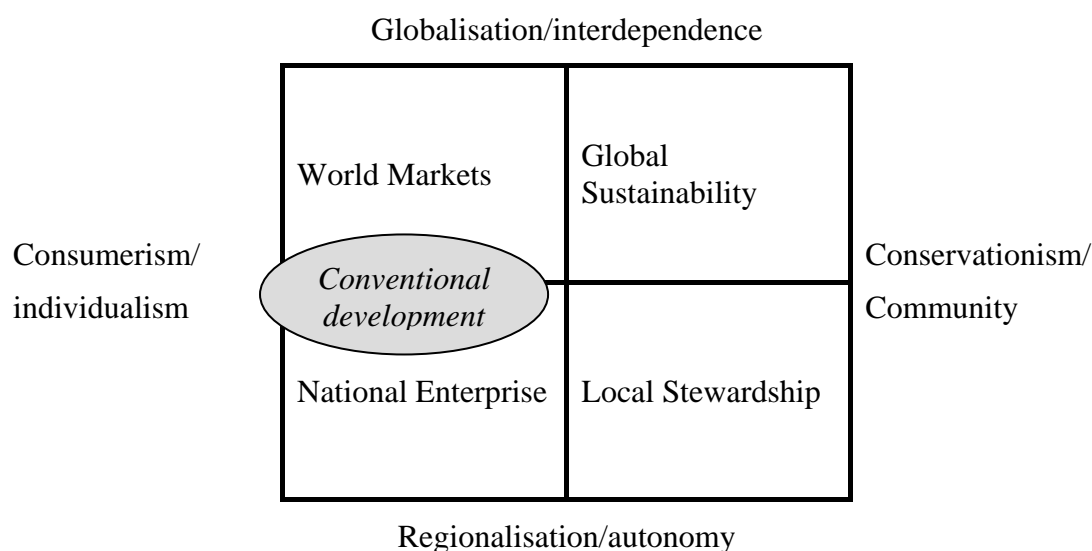 Globalisation/interdependence
World Markets
Global
Sustainability
Consumerism/
individualism
Conventional
development
Conservationism/
Community
National Enterprise
Local Stewardship
Regionalisation/autonomy